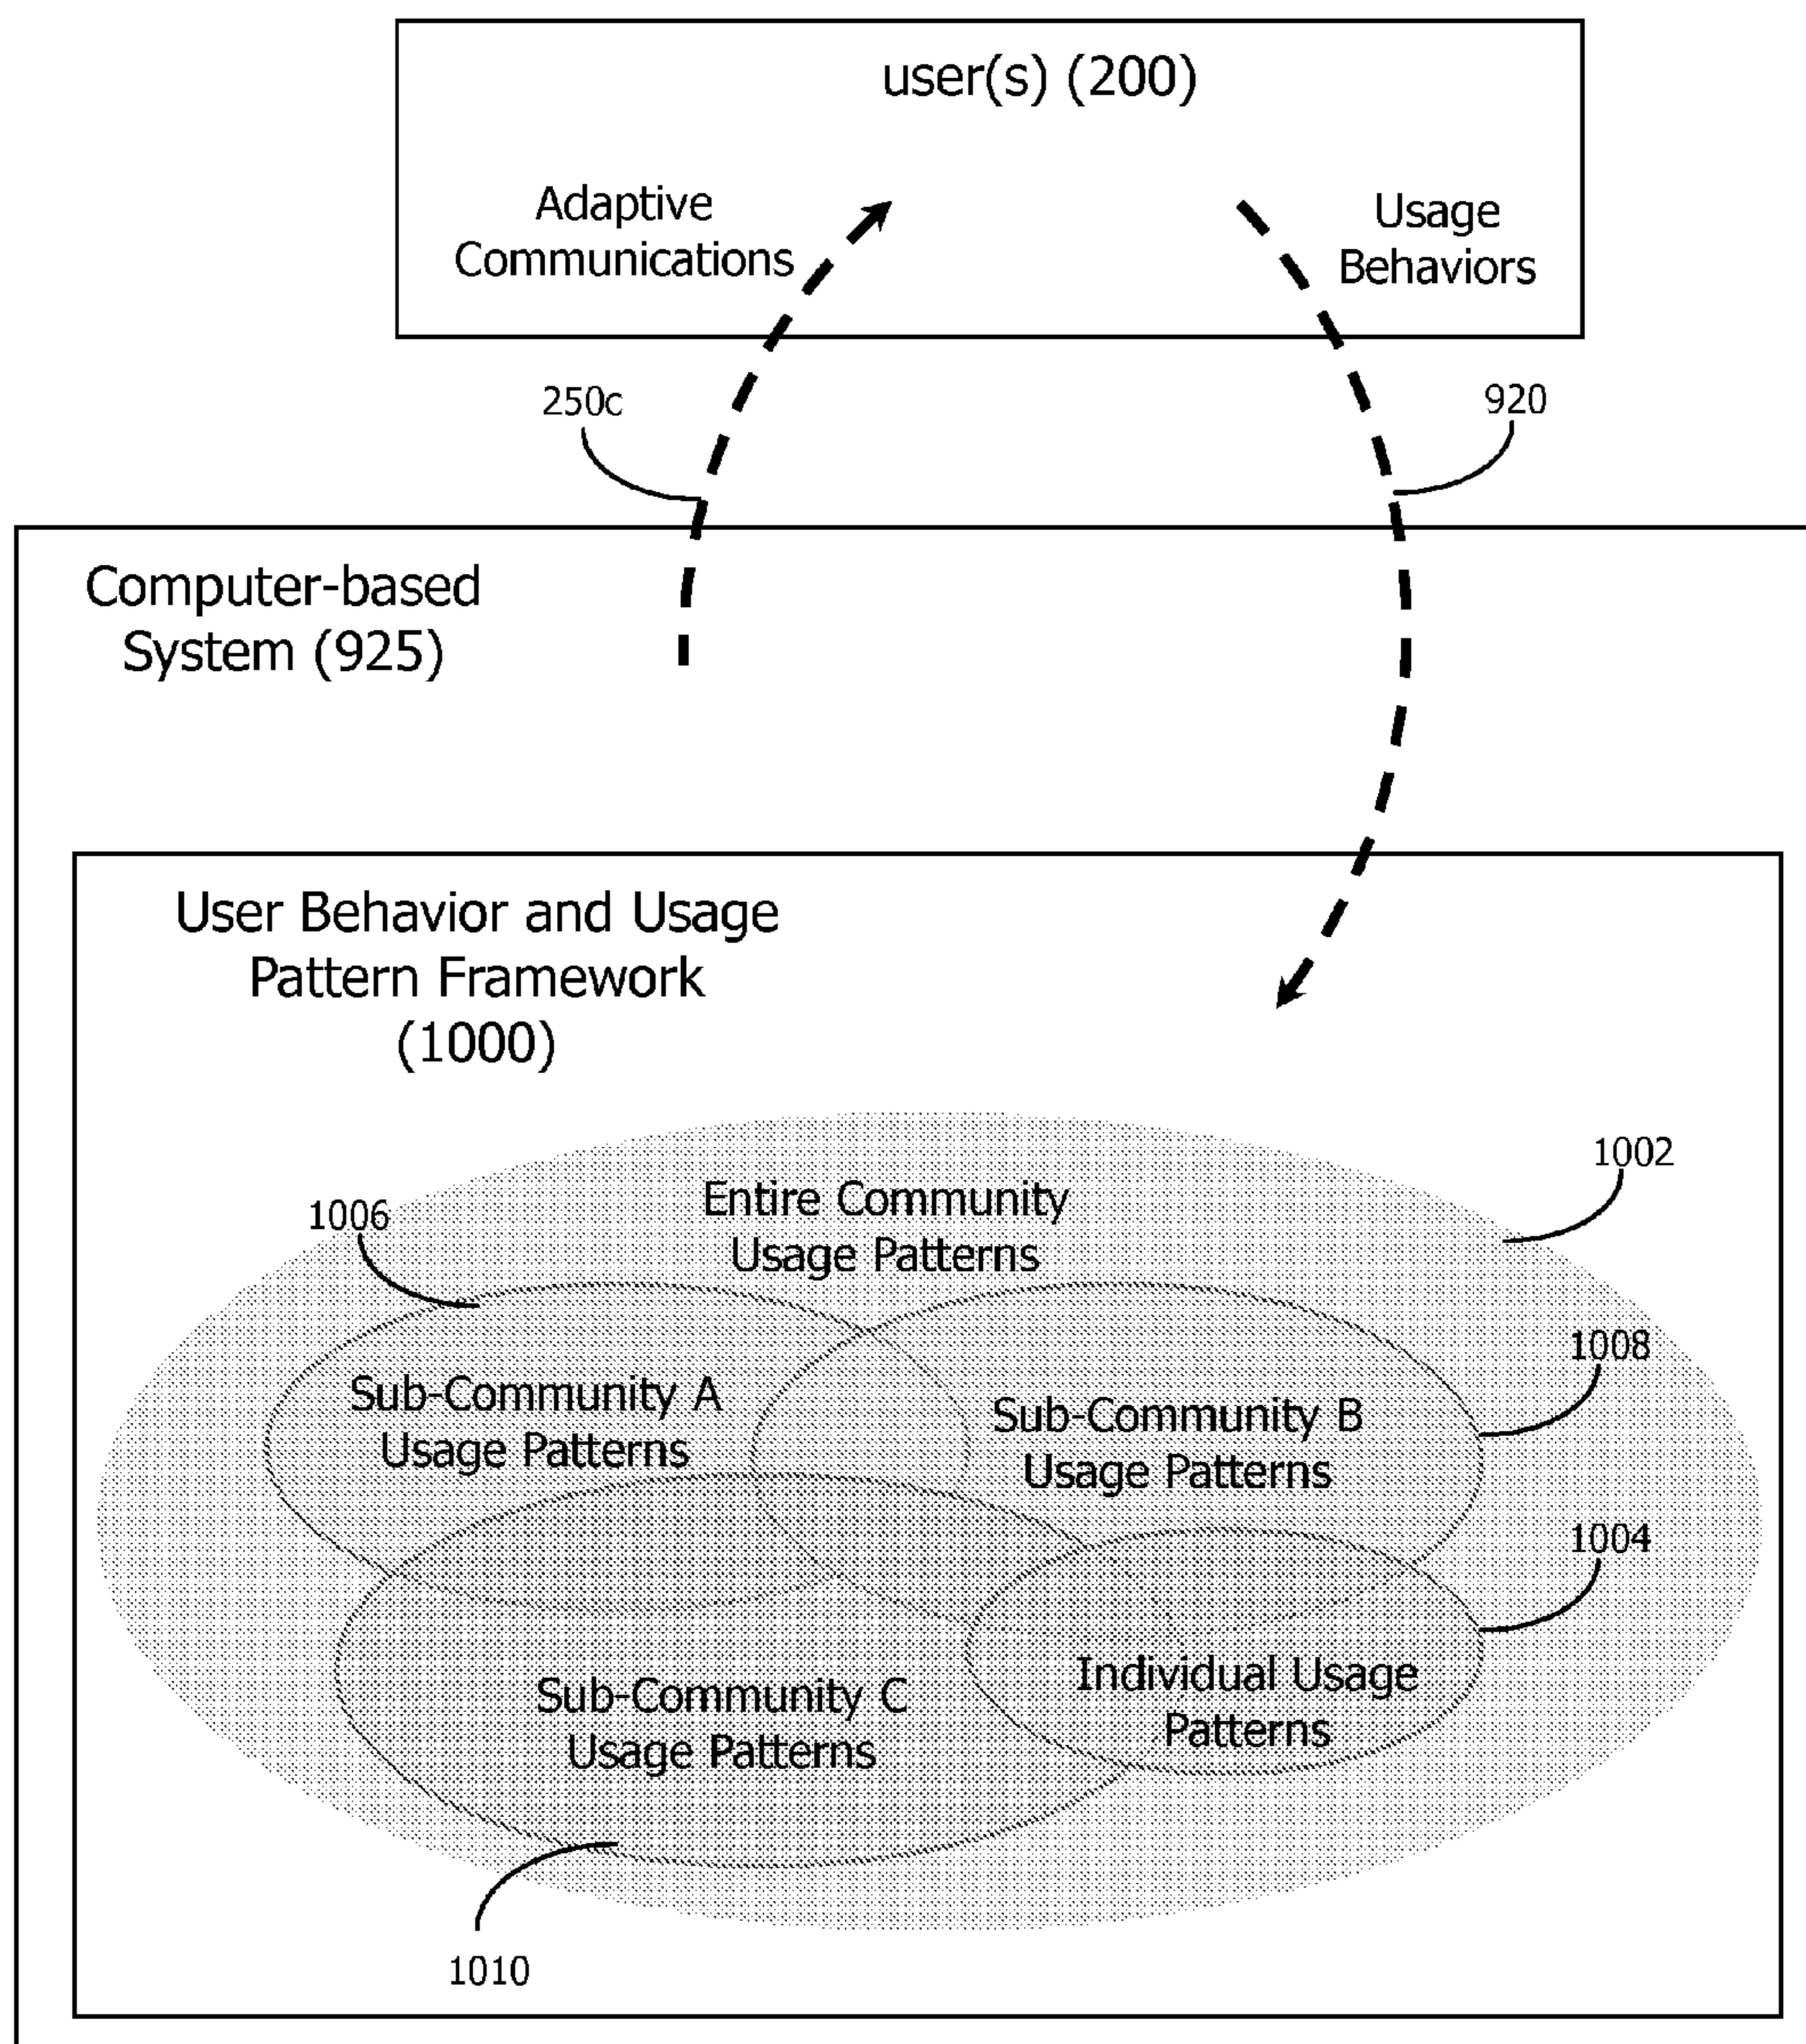 user(s) (200)
Adaptive
Communications
Usage
Behaviors
250c
920
Computer-based
System (925)
User Behavior and Usage
Pattern Framework
(1000)
1002
Entire Community
Usage Patterns
1006
1008
Sub-Community A
Usage Patterns
Sub-Community B
Usage Patterns
1004
Individual Usage
Patterns
Sub-Community C
Usage Patterns
1010